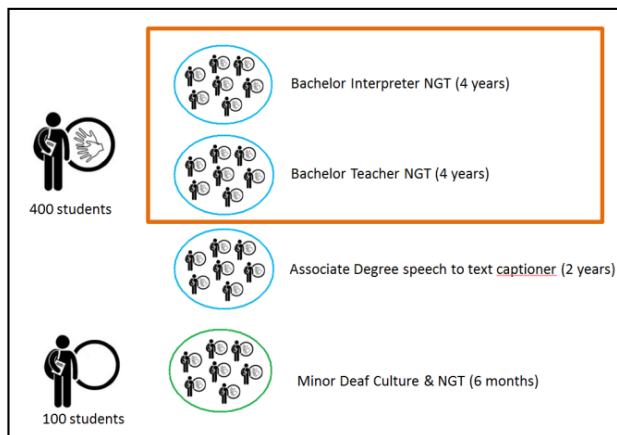 Bachelor Interpreter NGT (4 years)
Bachelor Teacher NGT (4 years)
400 students
Associate Degree speech to text captioner (2 years)
Minor Deaf Culture & NGT (6 months)
100 students